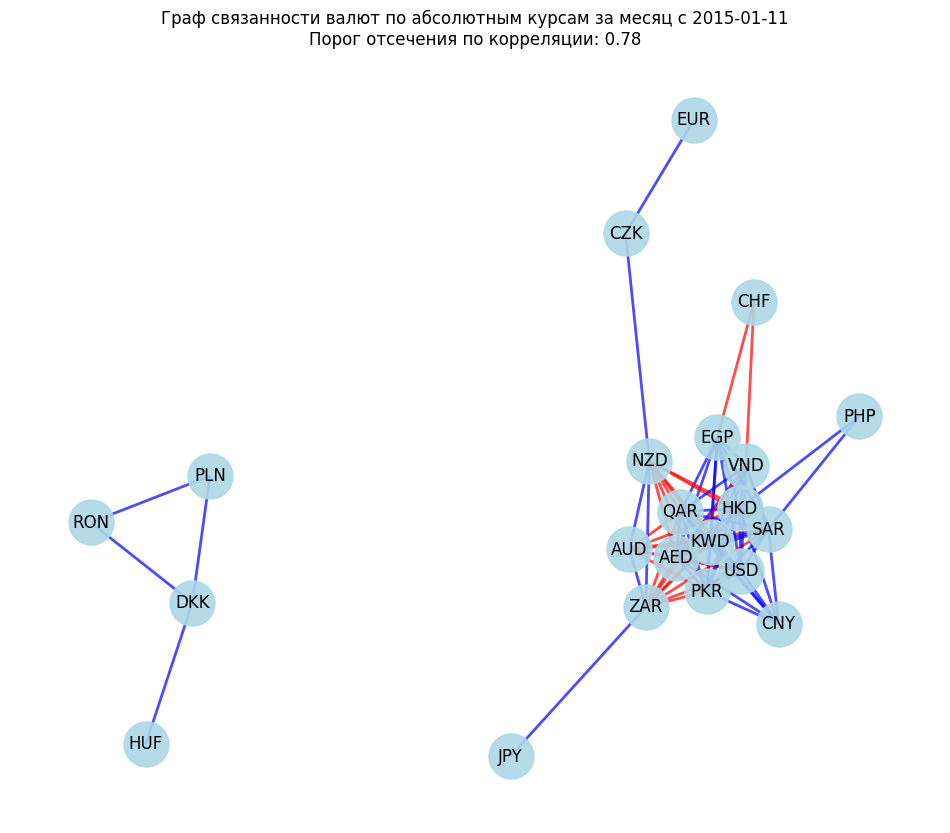 Граф связанности валют по абсолютным курсам за месяц с 2015-01-11
Порог отсечения по корреляции: 0.78
EUR
CZK
CHF
PHP
EGP
NZD
VND
PLN
HKD
QAR
RON
SAR
KWD
AUD
AED
USD
PKR
DKK
ZAR
CNY
HUF
JPY